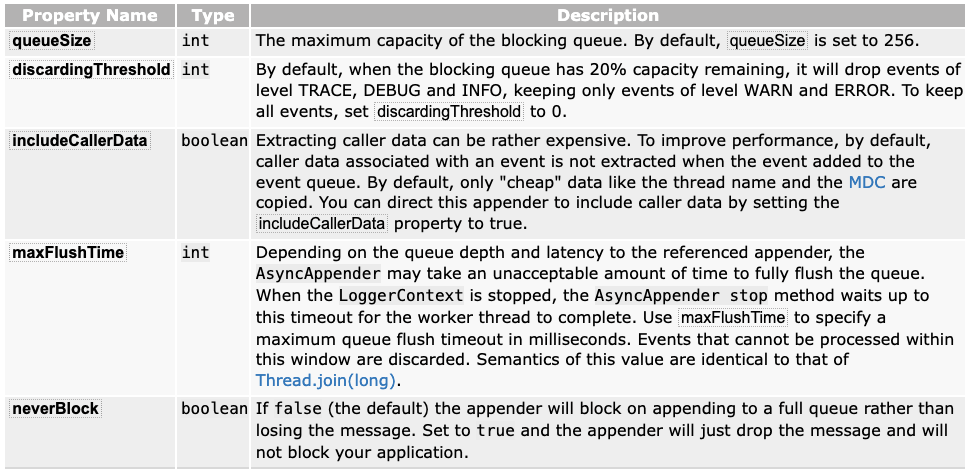 Property Name Type Description
queueSize int The maximum capacity of the blocking queue. By default, queueSize is set to 256.
discardingThreshold int By default, when the blocking queue has 20% capacity remaining, it will drop events of
level TRACE, DEBUG and INFO, keeping only events of level WARN and ERROR. To keep
all events, set discardingThreshold to 0.
includeCallerData boolean Extracting caller data can be rather expensive. To improve performance, by default,
caller data associated with an event is not extracted when the event added to the
event queue. By default, only "cheap" data like the thread name and the MDC are
copied. You can direct this appender to include caller data by setting the
includeCallerData property to true.
maxFlushTime int Depending on the queue depth and latency to the referenced appender, the
AsyncAppender may take an unacceptable amount of time to fully flush the queue.
When the LoggerContext is stopped, the AsyncAppender stop method waits up to
this timeout for the worker thread to complete. Use maxFlushTime to specify a
maximum queue flush timeout in milliseconds. Events that cannot be processed within
this window are discarded. Semantics of this value are identical to that of
Thread.join(long).
neverBlock boolean If false (the default) the appender will block on appending to a full queue rather than
losing the message. Set to true and the appender will just drop the message and will
not block your application.